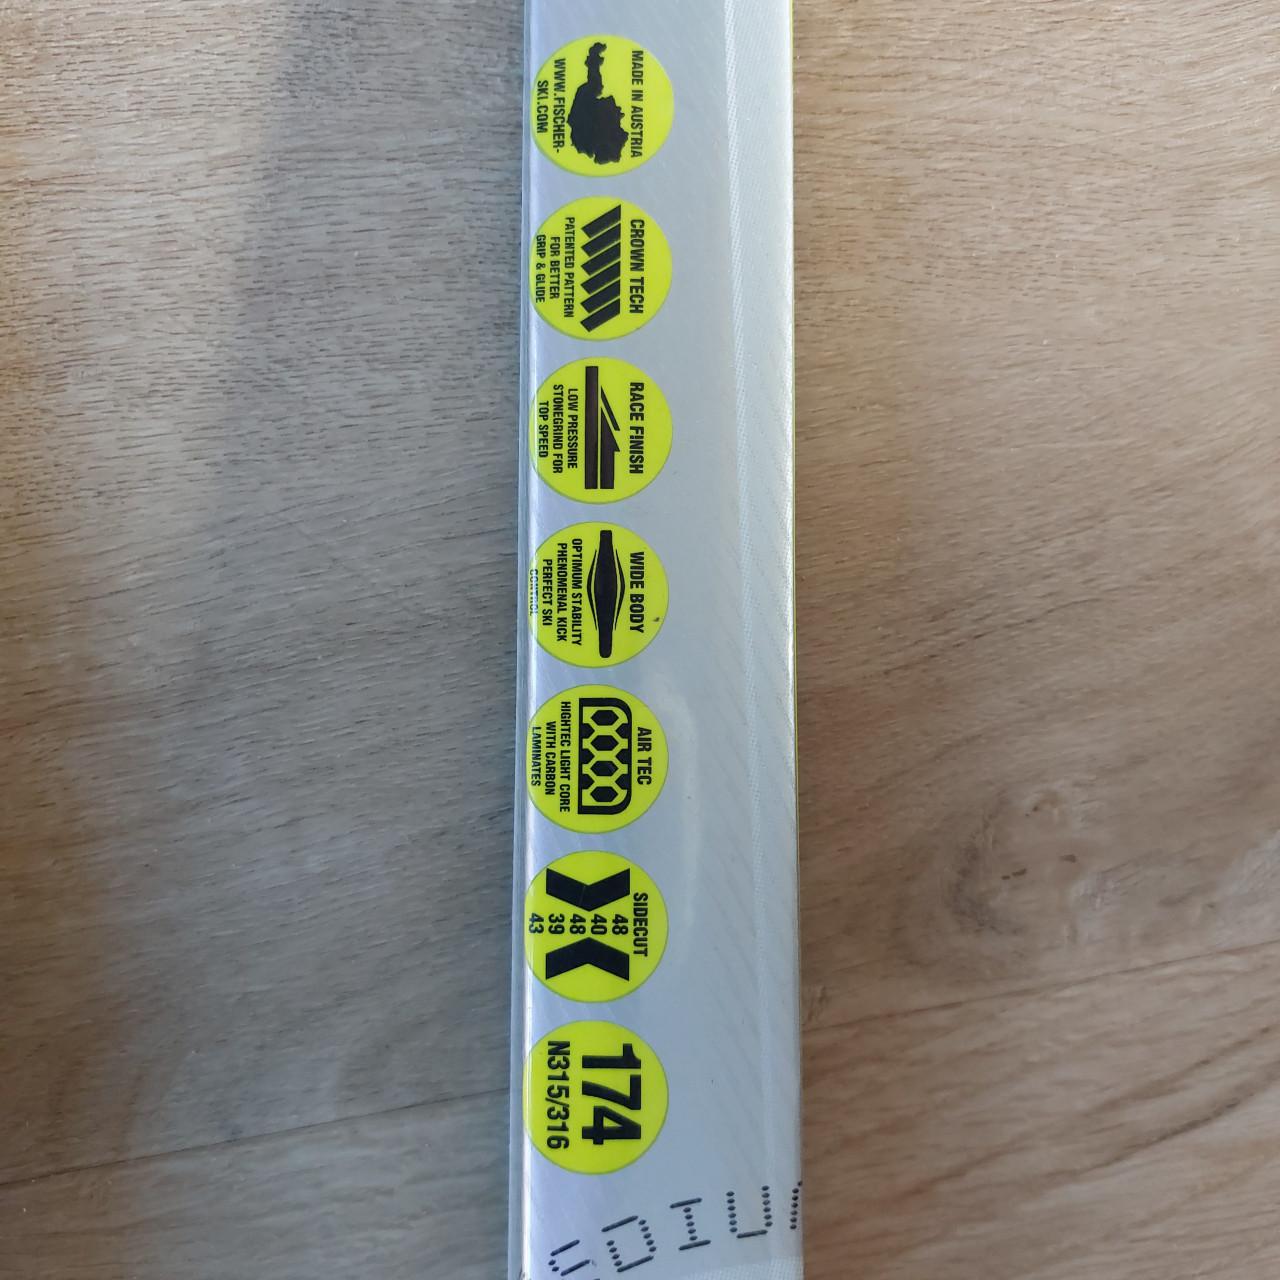 MADE IN AUSTRIA
WWW.FISCHER-
SKI.COM
CROWN TECH
PATENTED PATTERN
FOR BETTER
GRIP & GLIDE
RACE FINISH
LOW PRESSURE
STONEGRIND FOR
TOP SPEED
WIDE BODY
OPTIMUM STABILITY
PHENOMENAL KICK
PERFECT SKI
CONTROL
AIR TEC
HIGHTEC LIGHT CORE
WITH CARBON
LAMINATES
SIDECUT
48
40
48
39
43
174
N315/316